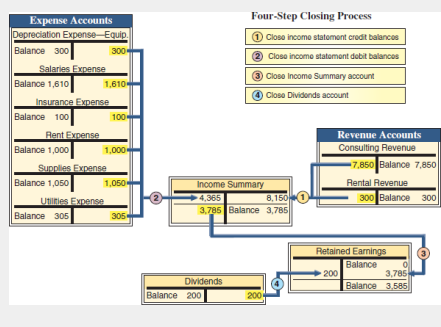 Expense Accounts
Depreciation Expense—Equip.
Balance 300 300
Salaries Expense
Balance 1,610 1,610
Insurance Expense
Balance 100 100
Rent Expense
Balance 1,000 1,000
Supplies Expense
Balance 1,050 1,050
Utilities Expense
Balance 305 305
Four-Step Closing Process
1 Close income statement credit balances
2 Close income statement debit balances
3 Close Income Summary account
4 Close Dividends account
Revenue Accounts
Consulting Revenue
7,850 Balance 7,850
Rental Revenue
300 Balance 300
2
Income Summary
4,365 8,150
3,785 Balance 3,785
1
3
Retained Earnings
Balance 0
200 3,785
Balance 3,585
4
Dividends
Balance 200 200